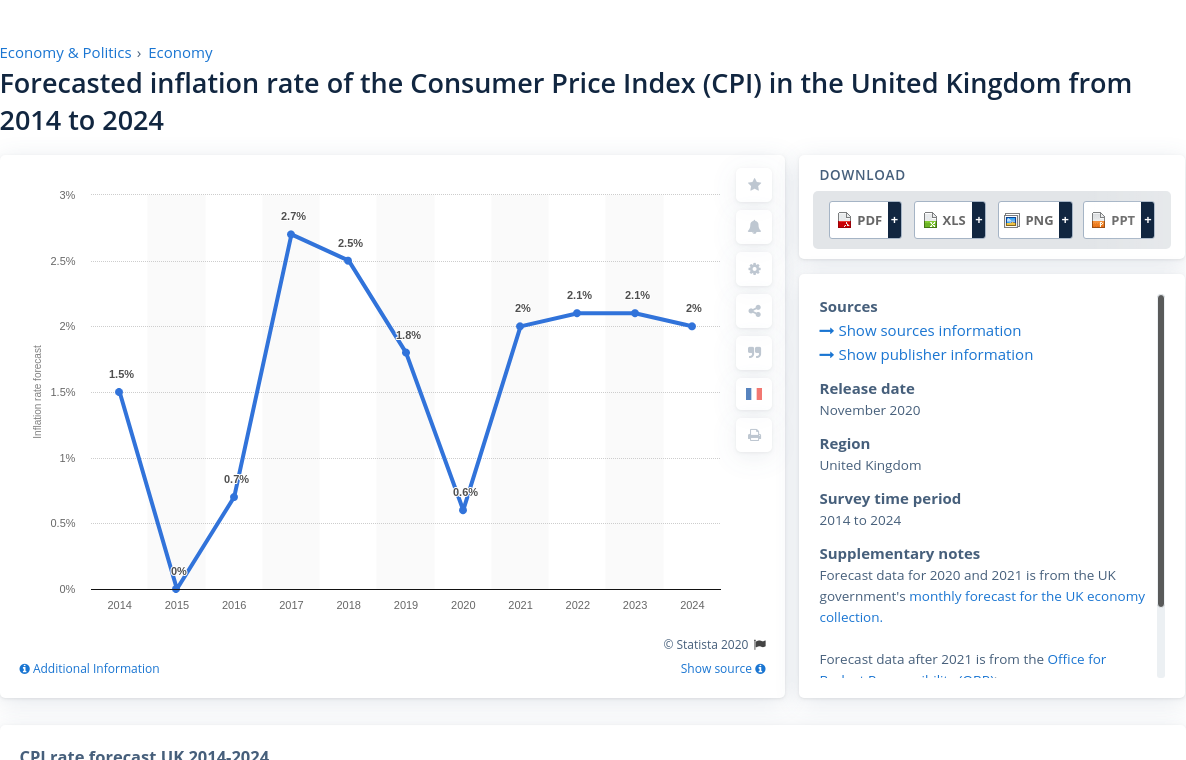 Economy & Politics › Economy
Forecasted inflation rate of the Consumer Price Index (CPI) in the United Kingdom from
2014 to 2024
3%
2.5%
2%
1.5%
1%
0.5%
0%
Inflation rate forecast
1.5%
0%
0.7%
2.7%
2.5%
1.8%
0.6%
2%
2.1%
2.1%
2%
2014
2015
2016
2017
2018
2019
2020
2021
2022
2023
2024
© Statista 2020
Additional Information
Show source
DOWNLOAD
PDF +
XLS +
PNG +
PPT +
Sources
Show sources information
Show publisher information
Release date
November 2020
Region
United Kingdom
Survey time period
2014 to 2024
Supplementary notes
Forecast data for 2020 and 2021 is from the UK
government's monthly forecast for the UK economy
collection.
Forecast data after 2021 is from the Office for
Budget Responsibility (OBR)
CPI rate forecast UK 2014-2024